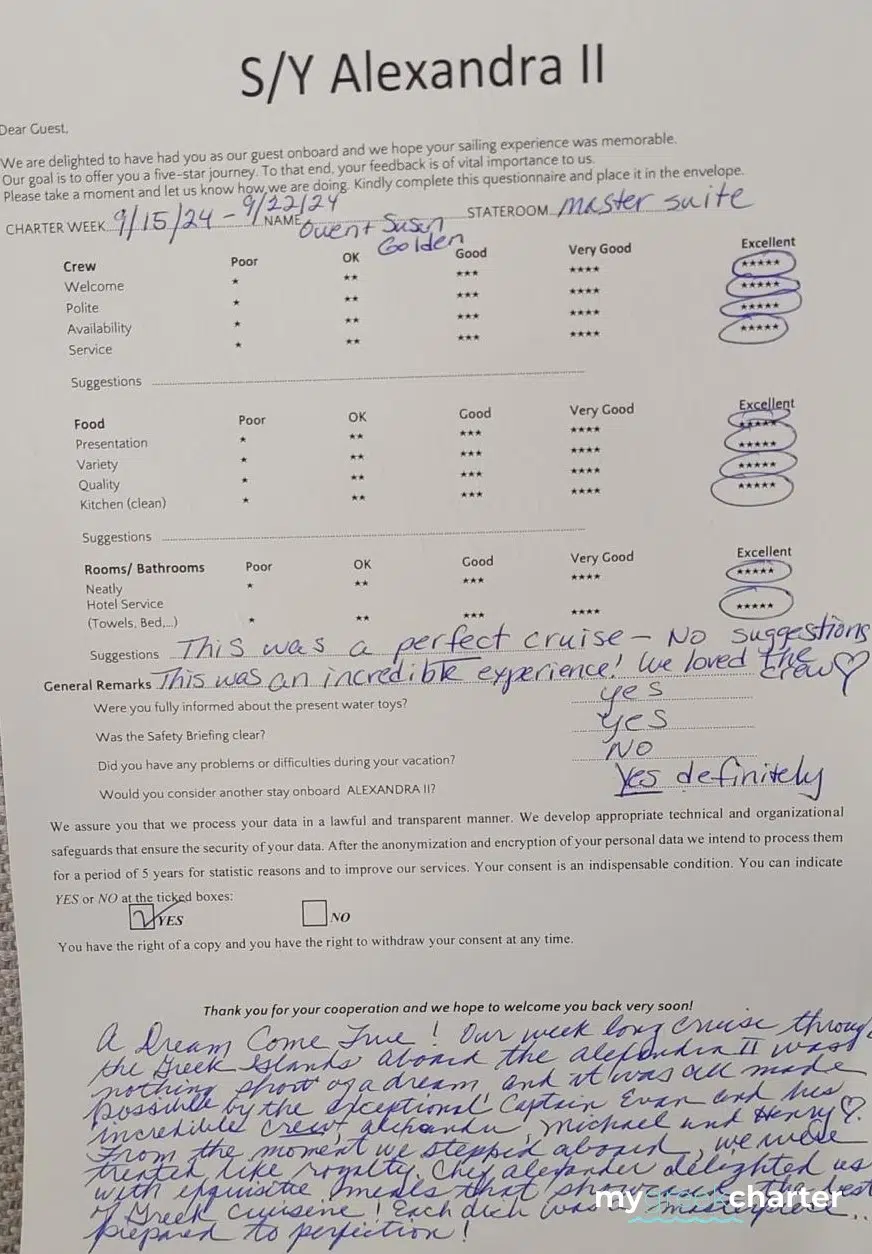 S/Y Alexandra II
Dear Guest,
We are delighted to have had you as our guest onboard and we hope your sailing experience was memorable.
Our goal is to offer you a five-star journey. To that end, your feedback is of vital importance to us.
Please take a moment and let us know how we are doing. Kindly complete this questionnaire and place it in the envelope.
CHARTER WEEK 9/15/24 - 9/22/24 NAME Owen + Susan Golden STATEROOM master suite
Crew Poor OK Good Very Good Excellent
Welcome * ** *** **** *****
Polite * ** *** **** *****
Availability * ** *** **** *****
Service * ** *** **** *****
Suggestions
Food Poor OK Good Very Good Excellent
Presentation * ** *** **** *****
Variety * ** *** **** *****
Quality * ** *** **** *****
Kitchen (clean) * ** *** **** *****
Suggestions
Rooms/ Bathrooms Poor OK Good Very Good Excellent
Neatly * ** *** **** *****
Hotel Service
(Towels, Bed,...) * ** *** **** *****
Suggestions This was a perfect cruise - No suggestions
General Remarks This was an incredible experience! We loved the crew ♡
Were you fully informed about the present water toys? yes
Was the Safety Briefing clear? yes
Did you have any problems or difficulties during your vacation? NO
Would you consider another stay onboard ALEXANDRA II? Yes definitely
We assure you that we process your data in a lawful and transparent manner. We develop appropriate technical and organizational
safeguards that ensure the security of your data. After the anonymization and encryption of your personal data we intend to process them
for a period of 5 years for statistic reasons and to improve our services. Your consent is an indispensable condition. You can indicate
YES or NO at the ticked boxes:
YES NO
You have the right of a copy and you have the right to withdraw your consent at any time.
Thank you for your cooperation and we hope to welcome you back very soon!
A Dream Come True! Our week long cruise through
the Greek Islands aboard the Alexandra II was
nothing short of a dream, and it was all made
possible by the exceptional Captain Evan and his
incredible crew, Michael and Henry ♡.
From the moment we stepped aboard, we were
treated like royalty. Chef Alexander delighted us
with exquisite meals that the best
of Greek cuisene! Each dish was a masterpiece..
prepared to perfection!
mygreekcharter